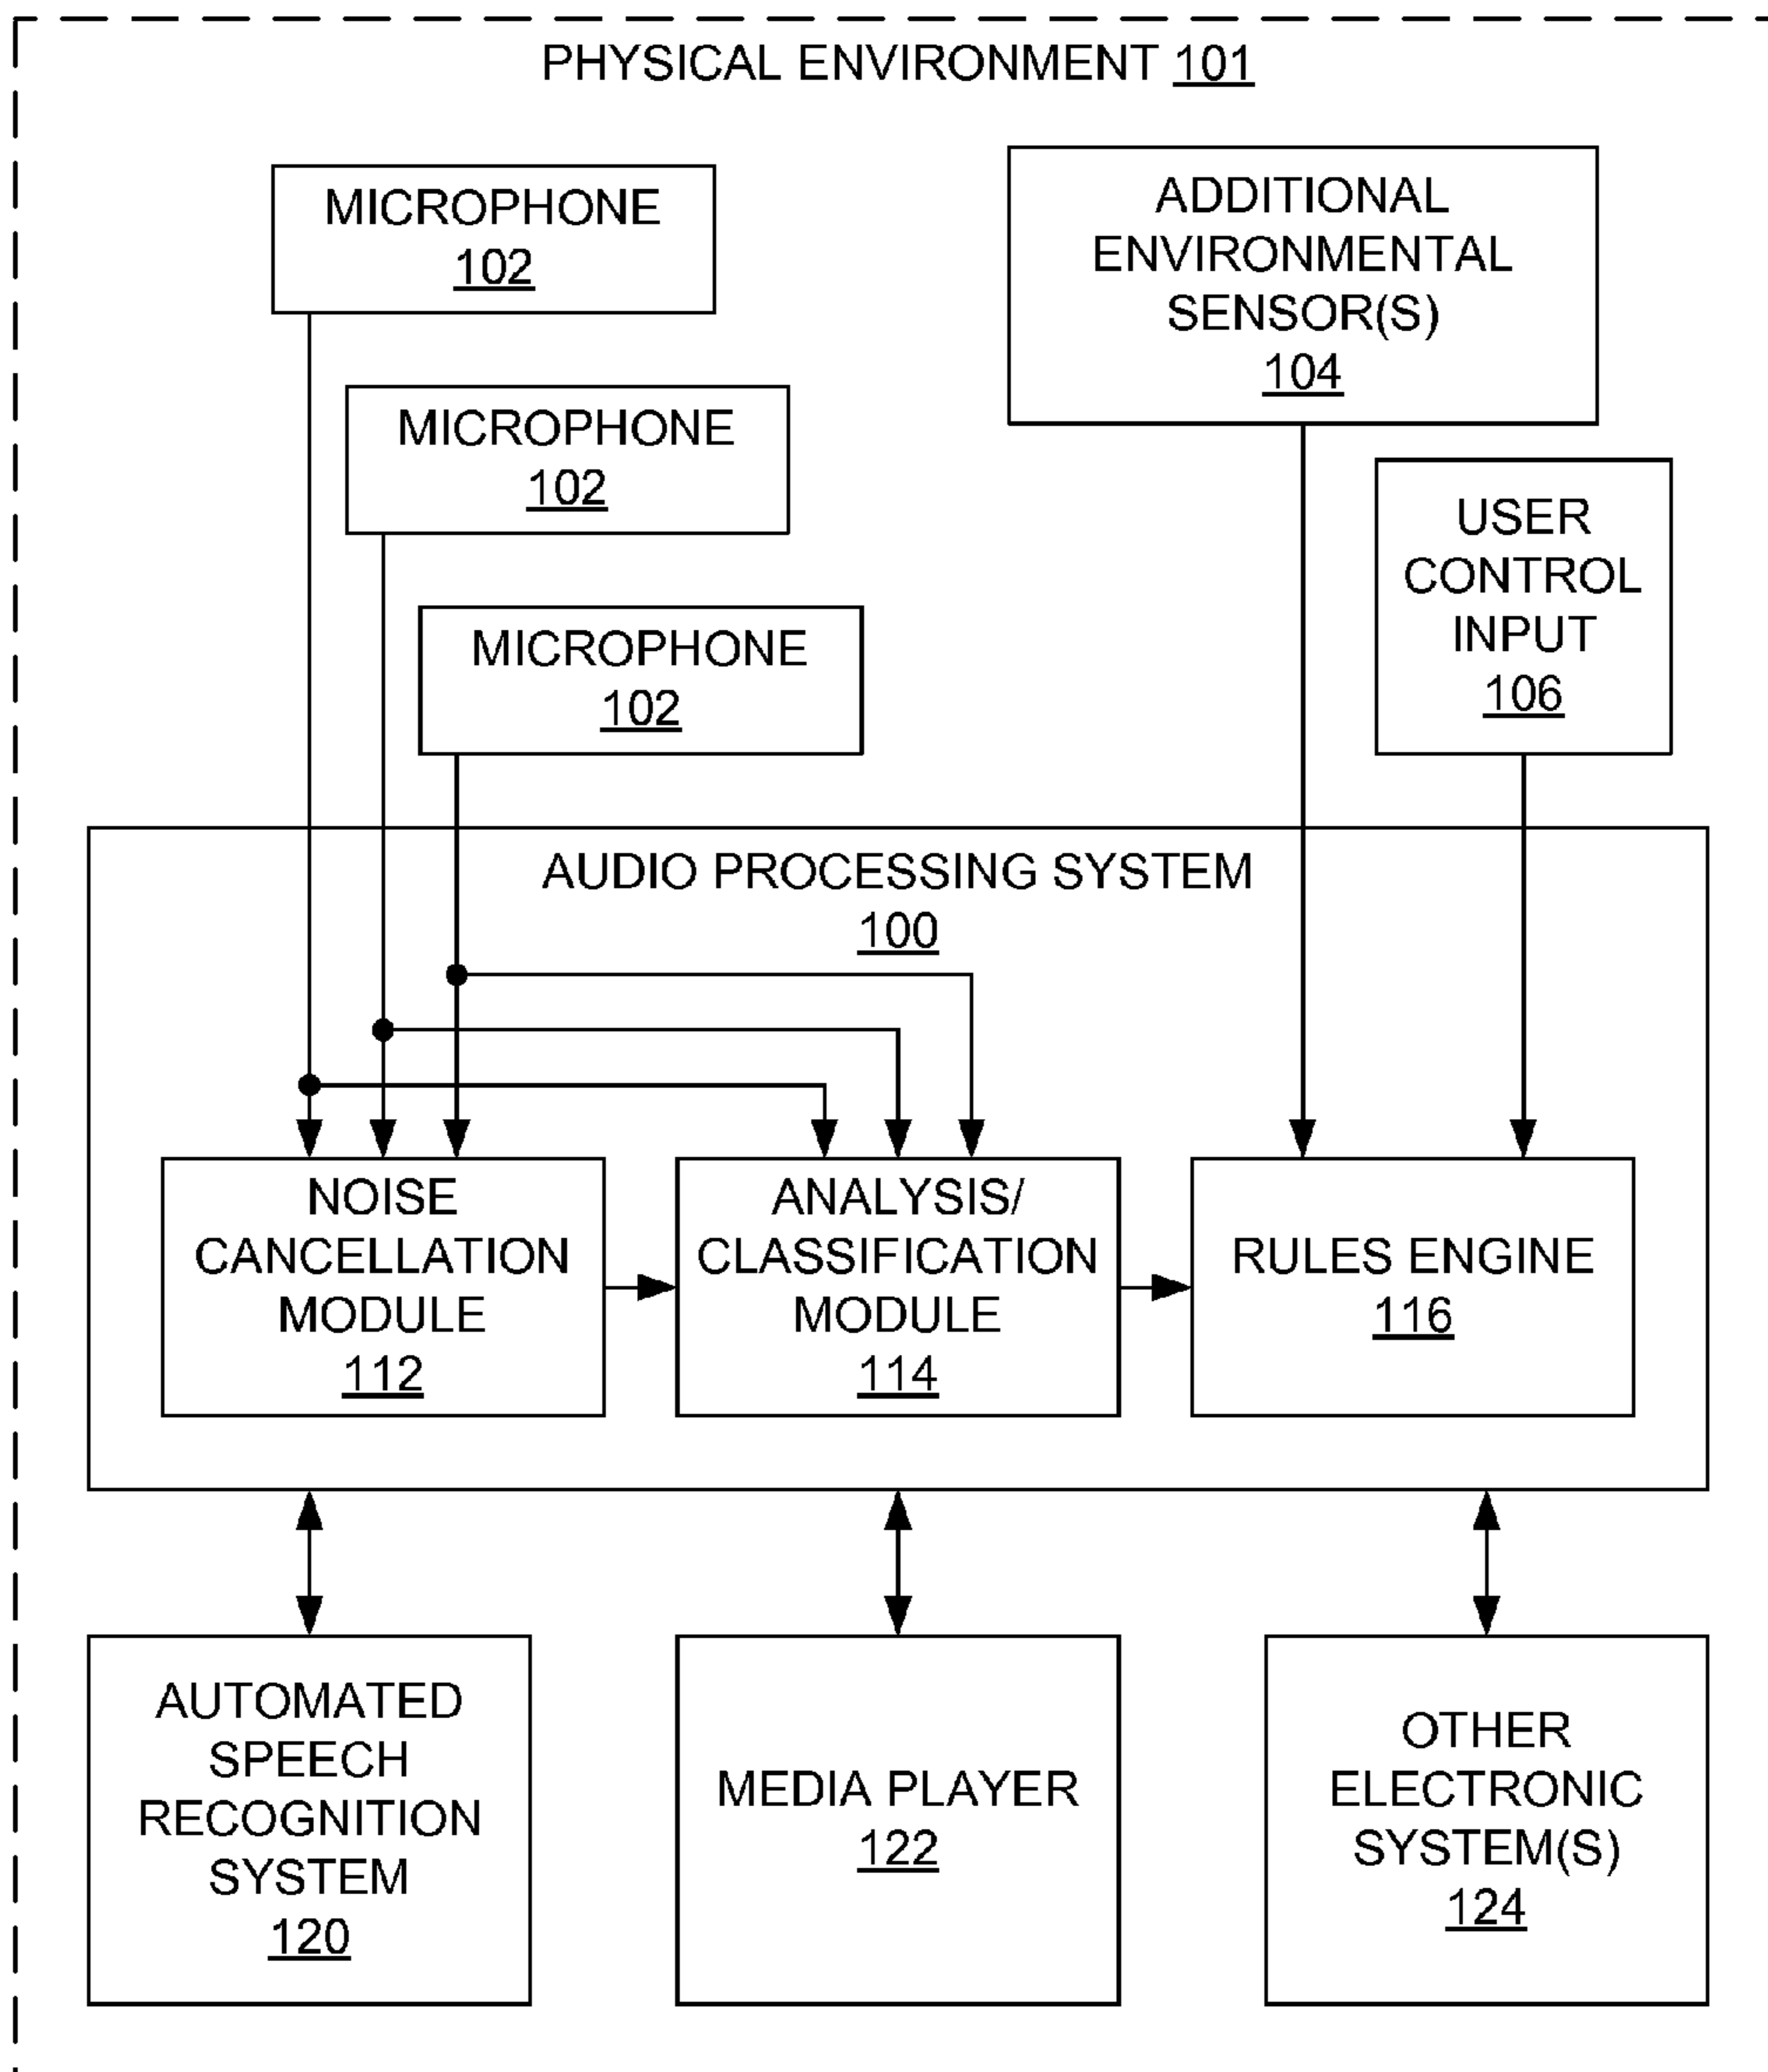 PHYSICAL ENVIRONMENT 101
MICROPHONE
102
ADDITIONAL
ENVIRONMENTAL
SENSOR(S)
104
MICROPHONE
102
USER
CONTROL
INPUT
106
MICROPHONE
102
AUDIO PROCESSING SYSTEM
100
NOISE
CANCELLATION
MODULE
112
ANALYSIS/
CLASSIFICATION
MODULE
114
RULES ENGINE
116
AUTOMATED
SPEECH
RECOGNITION
SYSTEM
120
MEDIA PLAYER
122
OTHER
ELECTRONIC
SYSTEM(S)
124